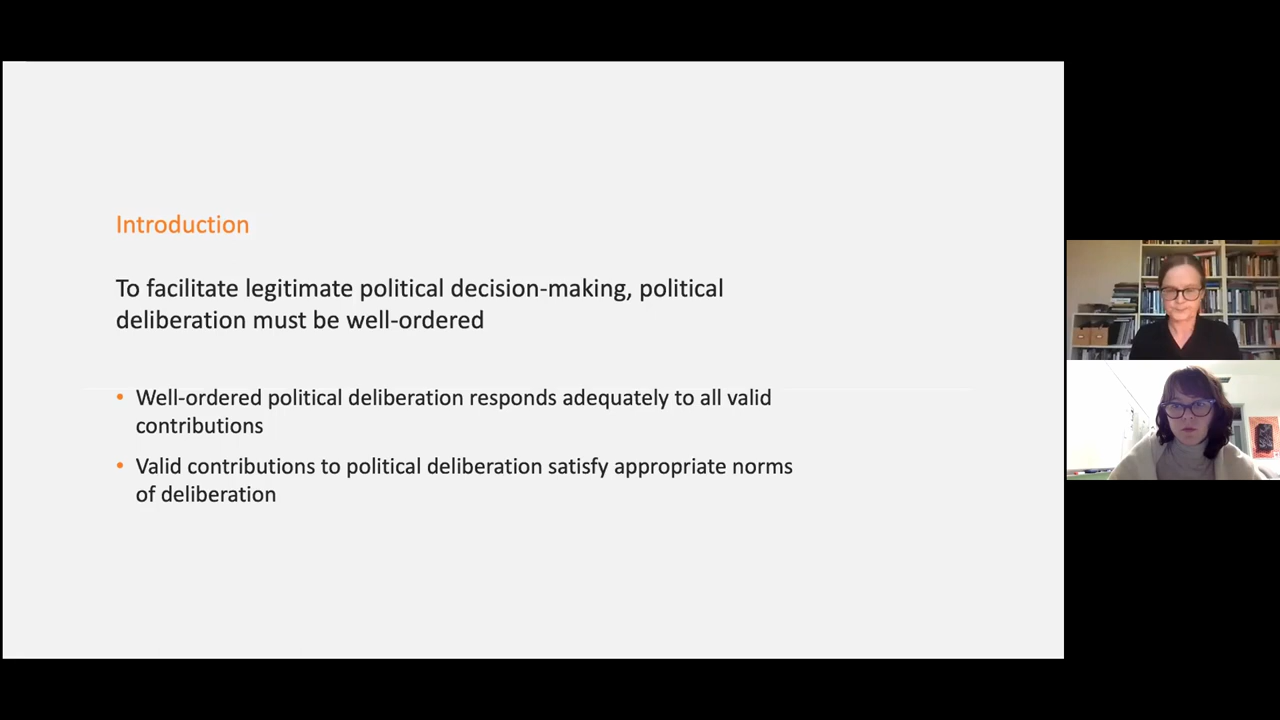 Introduction
To facilitate legitimate political decision-making, political
deliberation must be well-ordered
• Well-ordered political deliberation responds adequately to all valid
contributions
• Valid contributions to political deliberation satisfy appropriate norms
of deliberation